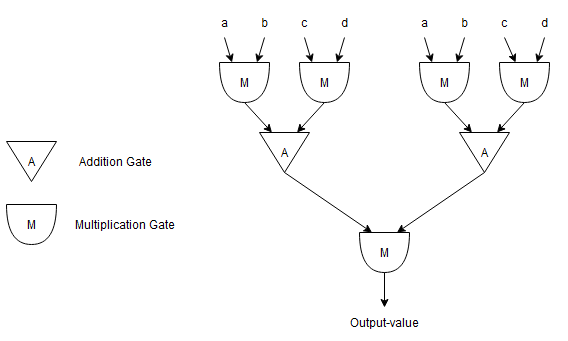 a b c d a b c d
M M M M
A A
A Addition Gate
M Multiplication Gate
M
Output-value